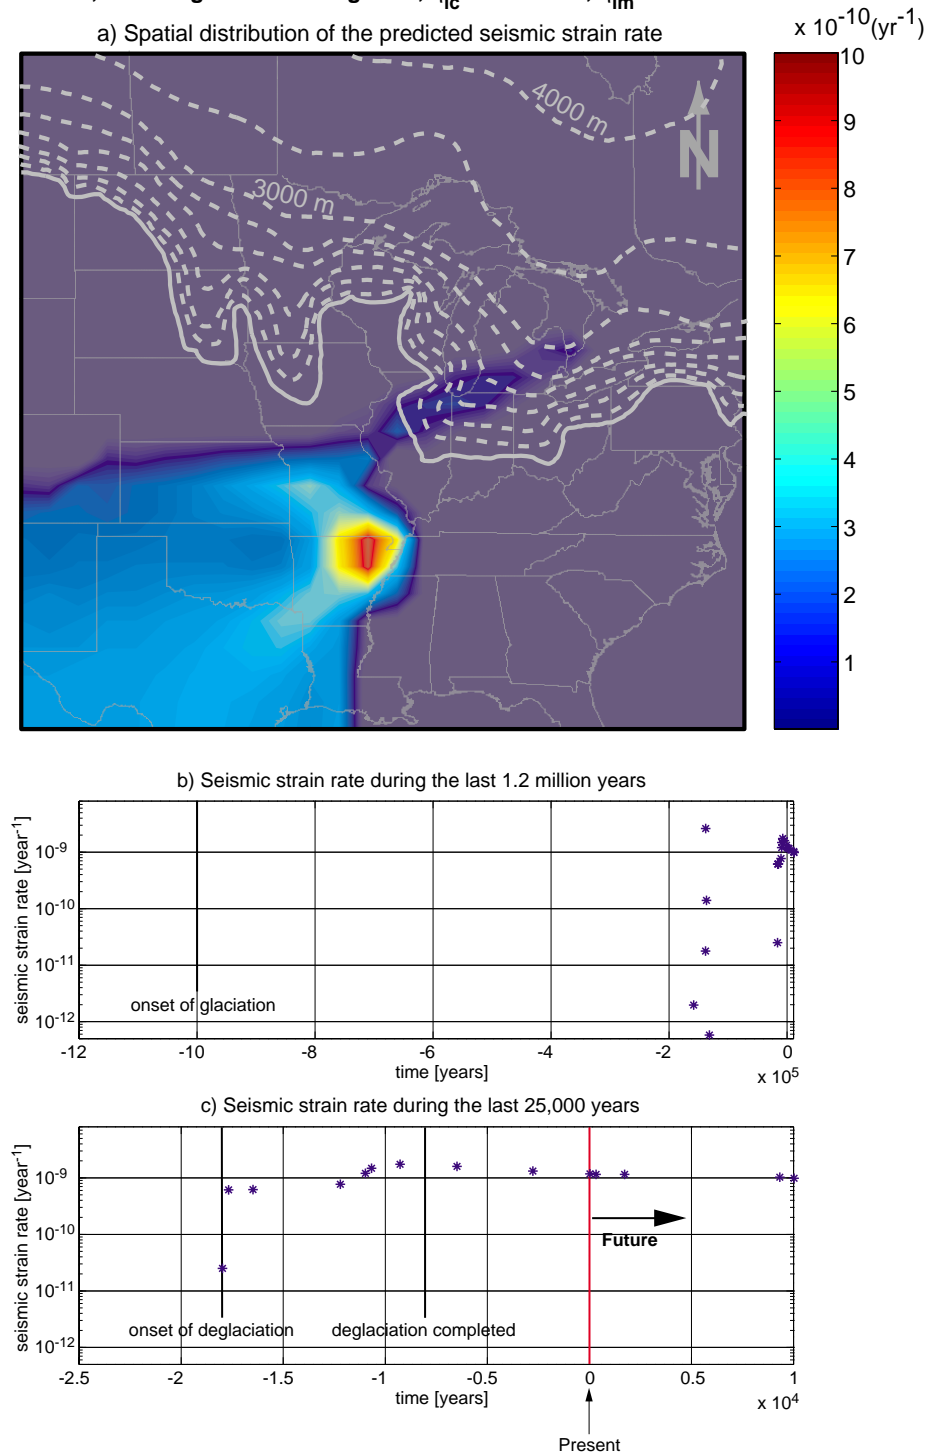 a) Spatial distribution of the predicted seismic strain rate
x 10^-10(yr^-1)
4000 m
3000 m
N
10
9
8
7
6
5
4
3
2
1
b) Seismic strain rate during the last 1.2 million years
seismic strain rate [year^-1]
10^-9
10^-10
10^-11
10^-12
onset of glaciation
-12 -10 -8 -6 -4 -2 0
time [years]
x 10^5
c) Seismic strain rate during the last 25,000 years
seismic strain rate [year^-1]
10^-9
10^-10
10^-11
10^-12
Future
onset of deglaciation
deglaciation completed
-2.5 -2 -1.5 -1 -0.5 0 0.5 1
time [years]
x 10^4
Present